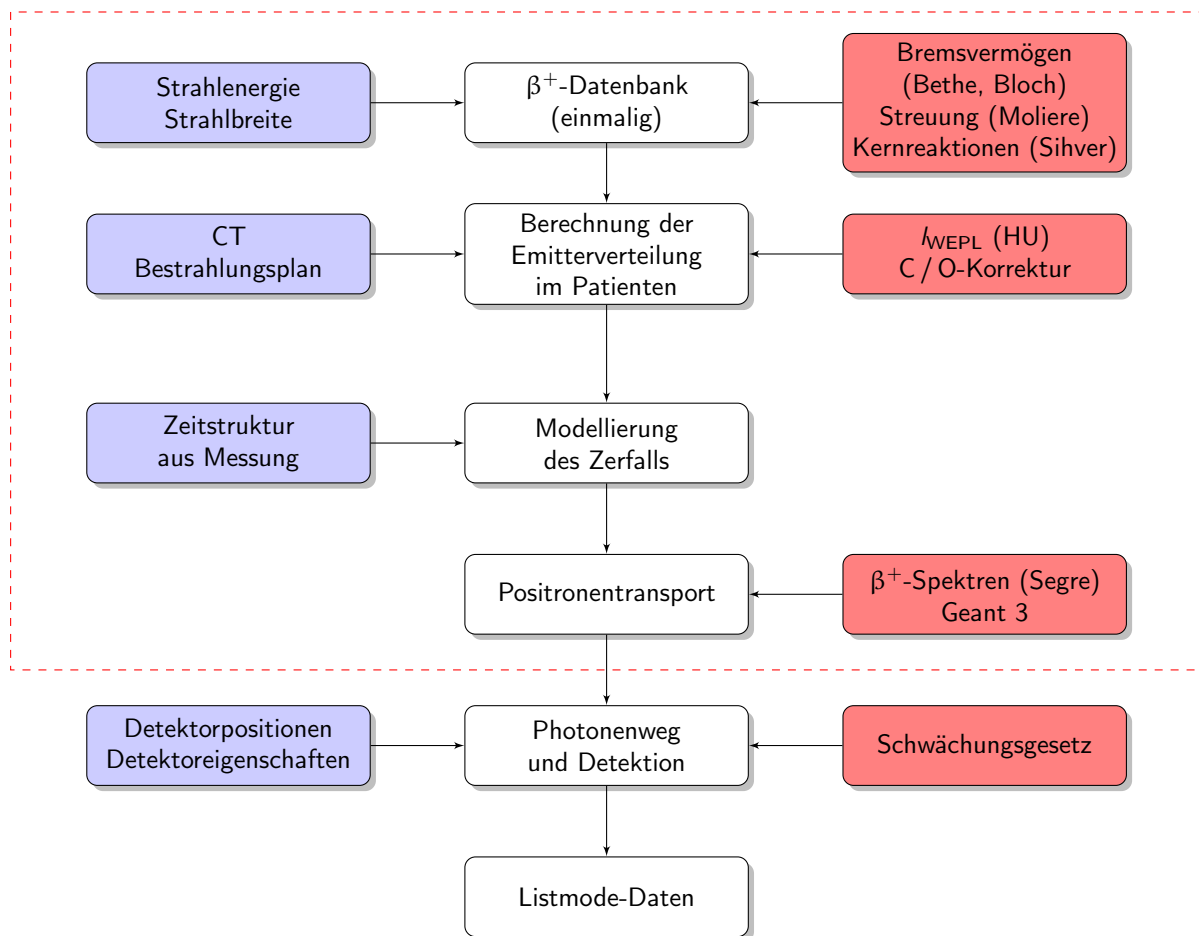 Strahlenergie
Strahlbreite
β⁺-Datenbank
(einmalig)
Bremsvermögen
(Bethe, Bloch)
Streuung (Moliere)
Kernreaktionen (Sihver)
CT
Bestrahlungsplan
Berechnung der
Emitterverteilung
im Patienten
l_WEPL (HU)
C / O-Korrektur
Zeitstruktur
aus Messung
Modellierung
des Zerfalls
Positronentransport
β⁺-Spektren (Segre)
Geant 3
Detektorpositionen
Detektoreigenschaften
Photonenweg
und Detektion
Schwächungsgesetz
Listmode-Daten